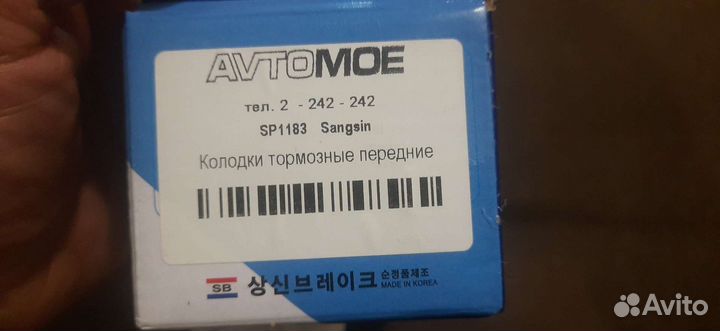 AVTOMOE
тел. 2 - 242 - 242
SP1183 Sangsin
Колодки тормозные передние
SB 상신브레이크 순정품제조
MADE IN KOREA
Avito